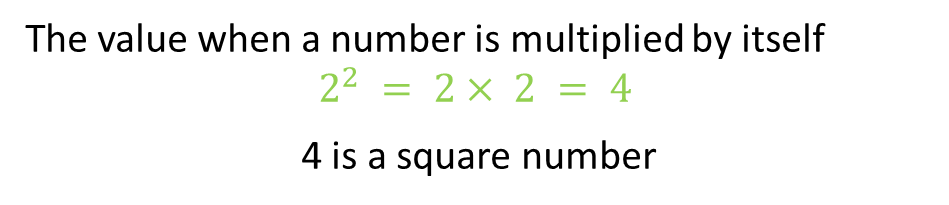 The value when a number is multiplied by itself
2² = 2 × 2 = 4
4 is a square number